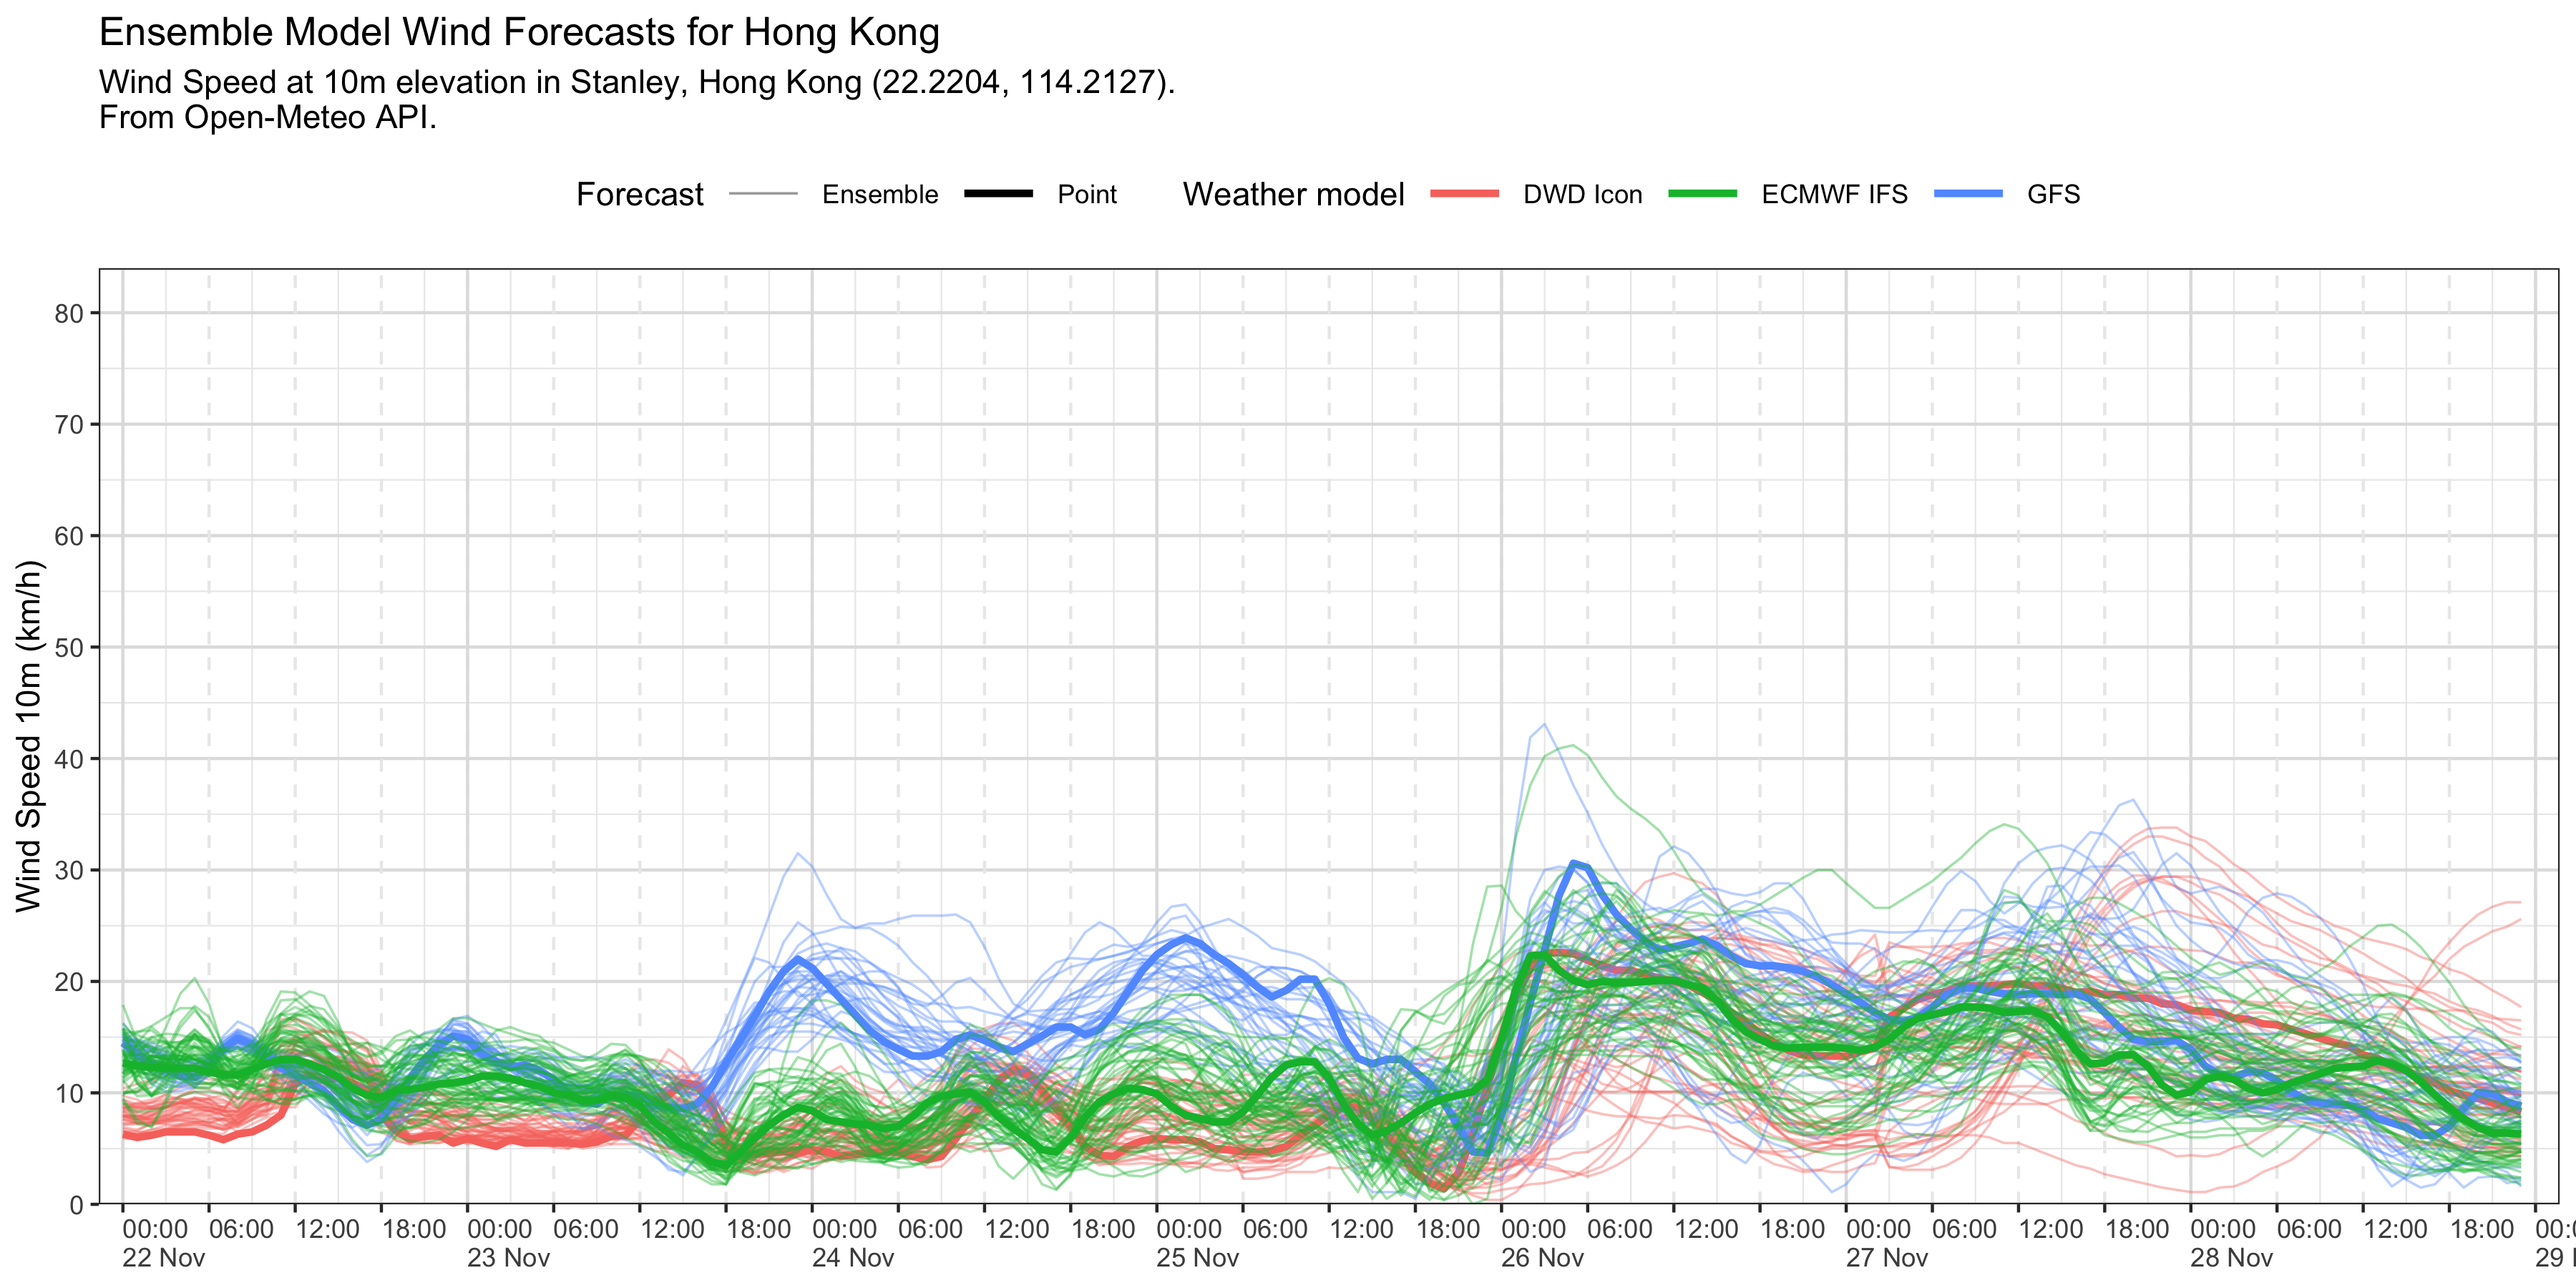 Ensemble Model Wind Forecasts for Hong Kong
Wind Speed at 10m elevation in Stanley, Hong Kong (22.2204, 114.2127).
From Open-Meteo API.
Forecast Ensemble Point Weather model DWD Icon ECMWF IFS GFS
Wind Speed 10m (km/h)
80
70
60
50
40
30
20
10
0
00:00 06:00 12:00 18:00 00:00 06:00 12:00 18:00 00:00 06:00 12:00 18:00 00:00 06:00 12:00 18:00 00:00 06:00 12:00 18:00 00:00 06:00 12:00 18:00 00:00 06:00 12:00 18:00 00:0
22 Nov 23 Nov 24 Nov 25 Nov 26 Nov 27 Nov 28 Nov 29